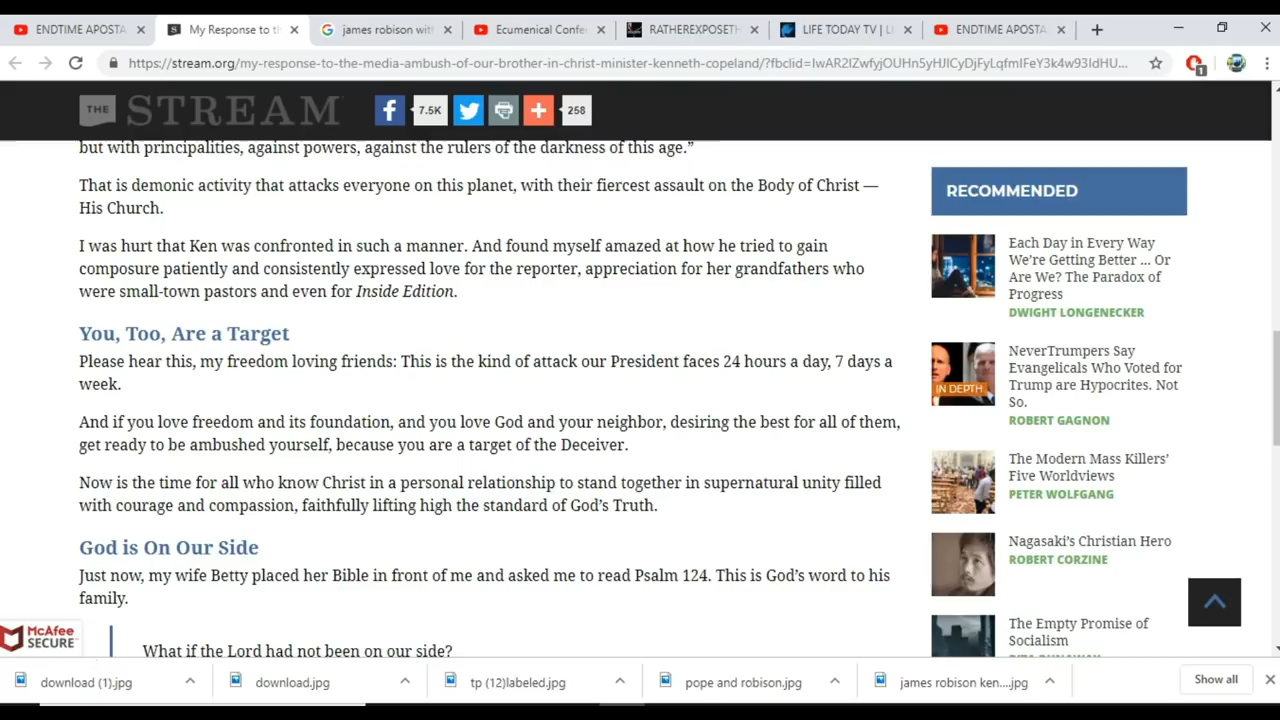 ENDTIME APOSTA
My Response to th
james robison with
Ecumenical Confe
RATHEREXPOSETH
LIFE TODAY TV | L
ENDTIME APOSTA
https://stream.org/my-response-to-the-media-ambush-of-our-brother-in-christ-minister-kenneth-copeland/?fbclid=IwAR2IZwfyjOUHn5yHJICyDjFyLqfmIFeY3k4w93IdHU...
1
THE STREAM
7.5K
258
but with principalities, against powers, against the rulers of the darkness of this age.”
That is demonic activity that attacks everyone on this planet, with their fiercest assault on the Body of Christ —
His Church.
I was hurt that Ken was confronted in such a manner. And found myself amazed at how he tried to gain
composure patiently and consistently expressed love for the reporter, appreciation for her grandfathers who
were small-town pastors and even for Inside Edition.
You, Too, Are a Target
Please hear this, my freedom loving friends: This is the kind of attack our President faces 24 hours a day, 7 days a
week.
And if you love freedom and its foundation, and you love God and your neighbor, desiring the best for all of them,
get ready to be ambushed yourself, because you are a target of the Deceiver.
Now is the time for all who know Christ in a personal relationship to stand together in supernatural unity filled
with courage and compassion, faithfully lifting high the standard of God’s Truth.
God is On Our Side
Just now, my wife Betty placed her Bible in front of me and asked me to read Psalm 124. This is God’s word to his
family.
What if the Lord had not been on our side?
RECOMMENDED
Each Day in Every Way
We’re Getting Better ... Or
Are We? The Paradox of
Progress
DWIGHT LONGENECKER
IN DEPTH
NeverTrumpers Say
Evangelicals Who Voted for
Trump are Hypocrites. Not
So.
ROBERT GAGNON
The Modern Mass Killers’
Five Worldviews
PETER WOLFGANG
Nagasaki’s Christian Hero
ROBERT CORZINE
The Empty Promise of
Socialism
McAfee
SECURE
download (1).jpg
download.jpg
tp (12)labeled.jpg
pope and robison.jpg
james robison ken....jpg
Show all